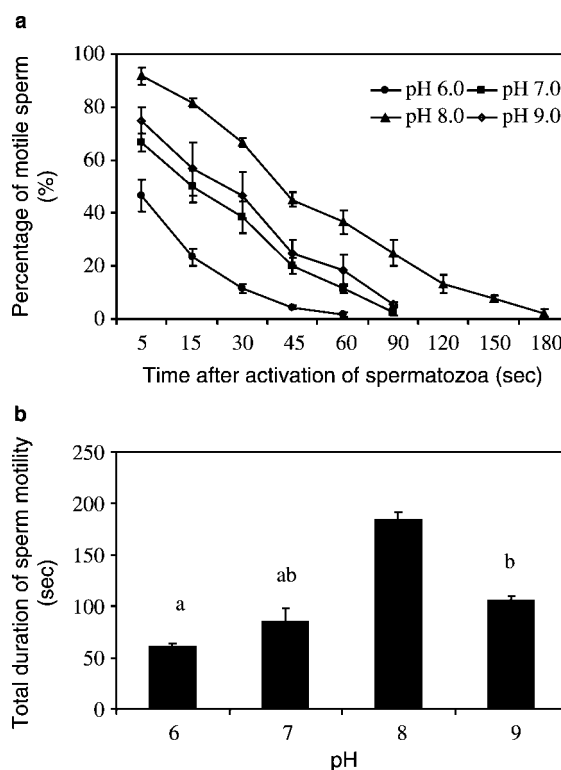 a
Percentage of motile sperm
(%)
100
80
60
40
20
0
pH 6.0 pH 7.0
pH 8.0 pH 9.0
5 15 30 45 60 90 120 150 180
Time after activation of spermatozoa (sec)
b
Total duration of sperm motility
(sec)
250
200
150
100
50
0
a ab b
6 7 8 9
pH